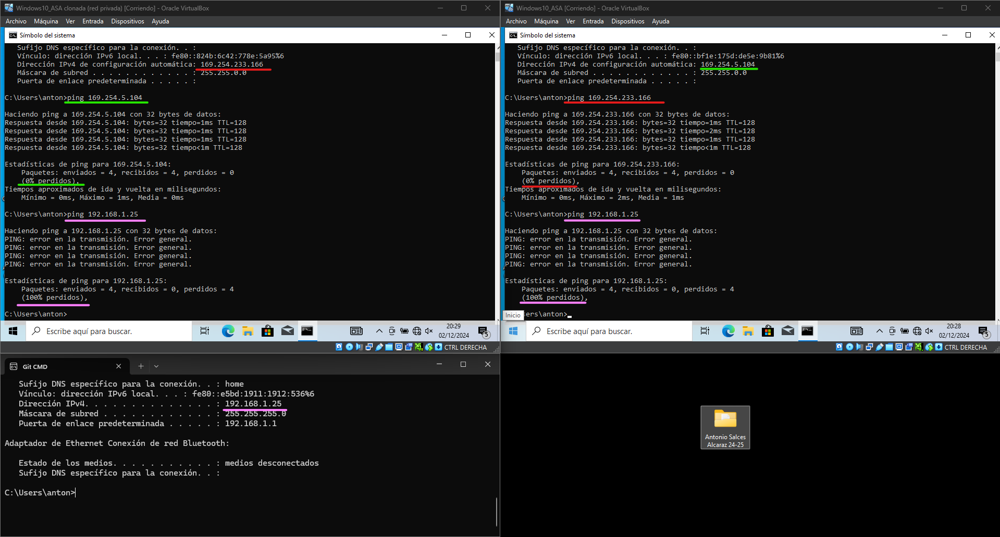 Windows10_ASA clonada (red privada) [Corriendo] - Oracle VirtualBox
Archivo Máquina Ver Entrada Dispositivos Ayuda
Símbolo del sistema
Sufijo DNS específico para la conexión. . :
Vínculo: dirección IPv6 local. . . : fe80::824b:6c42:778e:5a95%6
Dirección IPv4 de configuración automática: 169.254.233.166
Máscara de subred . . . . . . . . . . . . : 255.255.0.0
Puerta de enlace predeterminada . . . . . :
C:\Users\anton>ping 169.254.5.104
Haciendo ping a 169.254.5.104 con 32 bytes de datos:
Respuesta desde 169.254.5.104: bytes=32 tiempo=1ms TTL=128
Respuesta desde 169.254.5.104: bytes=32 tiempo=1ms TTL=128
Respuesta desde 169.254.5.104: bytes=32 tiempo=1ms TTL=128
Respuesta desde 169.254.5.104: bytes=32 tiempo<1m TTL=128
Estadísticas de ping para 169.254.5.104:
Paquetes: enviados = 4, recibidos = 4, perdidos = 0
(0% perdidos),
Tiempos aproximados de ida y vuelta en milisegundos:
Mínimo = 0ms, Máximo = 1ms, Media = 0ms
C:\Users\anton>ping 192.168.1.25
Haciendo ping a 192.168.1.25 con 32 bytes de datos:
PING: error en la transmisión. Error general.
PING: error en la transmisión. Error general.
PING: error en la transmisión. Error general.
PING: error en la transmisión. Error general.
Estadísticas de ping para 192.168.1.25:
Paquetes: enviados = 4, recibidos = 0, perdidos = 4
(100% perdidos),
C:\Users\anton>
Escribe aquí para buscar.
20:29
02/12/2024
5
CTRL DERECHA
Windows10_ASA [Corriendo] - Oracle VirtualBox
Archivo Máquina Ver Entrada Dispositivos Ayuda
Símbolo del sistema
Sufijo DNS específico para la conexión. . :
Vínculo: dirección IPv6 local. . . : fe80::bf1e:175d:de5e:9b81%6
Dirección IPv4 de configuración automática: 169.254.5.104
Máscara de subred . . . . . . . . . . . . : 255.255.0.0
Puerta de enlace predeterminada . . . . . :
C:\Users\anton>ping 169.254.233.166
Haciendo ping a 169.254.233.166 con 32 bytes de datos:
Respuesta desde 169.254.233.166: bytes=32 tiempo=1ms TTL=128
Respuesta desde 169.254.233.166: bytes=32 tiempo=2ms TTL=128
Respuesta desde 169.254.233.166: bytes=32 tiempo=1ms TTL=128
Respuesta desde 169.254.233.166: bytes=32 tiempo<1m TTL=128
Estadísticas de ping para 169.254.233.166:
Paquetes: enviados = 4, recibidos = 4, perdidos = 0
(0% perdidos),
Tiempos aproximados de ida y vuelta en milisegundos:
Mínimo = 0ms, Máximo = 2ms, Media = 1ms
C:\Users\anton>ping 192.168.1.25
Haciendo ping a 192.168.1.25 con 32 bytes de datos:
PING: error en la transmisión. Error general.
PING: error en la transmisión. Error general.
PING: error en la transmisión. Error general.
PING: error en la transmisión. Error general.
Estadísticas de ping para 192.168.1.25:
Paquetes: enviados = 4, recibidos = 0, perdidos = 4
(100% perdidos),
Inicio
sers\anton>
Escribe aquí para buscar.
20:28
02/12/2024
5
CTRL DERECHA
Git CMD
Sufijo DNS específico para la conexión. . : home
Vínculo: dirección IPv6 local. . . : fe80::e5bd:1911:1912:536%6
Dirección IPv4. . . . . . . . . . . . . . : 192.168.1.25
Máscara de subred . . . . . . . . . . . . : 255.255.255.0
Puerta de enlace predeterminada . . . . . : 192.168.1.1
Adaptador de Ethernet Conexión de red Bluetooth:
Estado de los medios. . . . . . . . . . . : medios desconectados
Sufijo DNS específico para la conexión. . :
C:\Users\anton>
Antonio Salces
Alcaraz 24-25